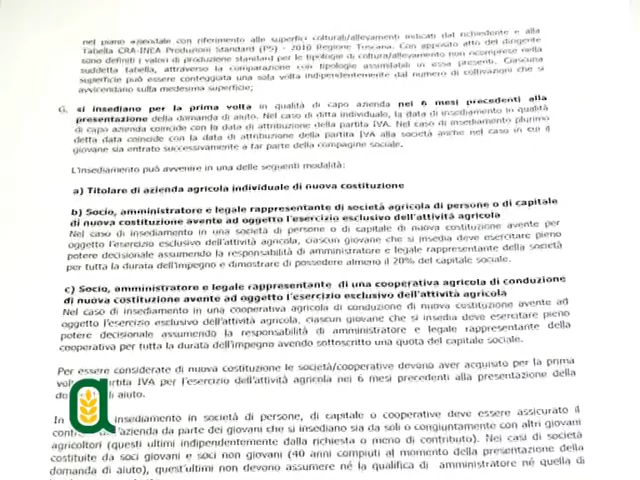 nel piano aziendale con riferimento alle superfici colturali/allevamenti indicati dal richiedente e alla
Tabella CRA-INEA Produzioni Standard (PS) - 2010 Regione Toscana. Con apposito atto del dirigente
sono definiti i valori di produzione standard per le tipologie di coltura/allevamento non ricomprese nella
suddetta tabella, attraverso la comparazione con tipologie assimilabili in essa presenti. Ciascuna
superficie può essere conteggiata una sola volta indipendentemente dal numero di coltivazioni che si
avvicendano sulla medesima superficie;
G. si insediano per la prima volta in qualità di capo azienda nei 6 mesi precedenti alla
presentazione della domanda di aiuto. Nel caso di ditta individuale, la data di insediamento in qualità
di capo azienda coincide con la data di attribuzione della partita IVA. Nel caso di insediamento plurimo
detta data coincide con la data di attribuzione della partita IVA alla società anche nel caso in cui il
giovane sia entrato successivamente a far parte della compagine sociale.
L'insediamento può avvenire in una delle seguenti modalità:
a) Titolare di azienda agricola individuale di nuova costituzione
b) Socio, amministratore e legale rappresentante di società agricola di persone o di capitale
di nuova costituzione avente ad oggetto l'esercizio esclusivo dell'attività agricola
Nel caso di insediamento in una società di persone o di capitale di nuova costituzione avente per
oggetto l'esercizio esclusivo dell'attività agricola, ciascun giovane che si insedia deve esercitare pieno
potere decisionale assumendo la responsabilità di amministratore e legale rappresentante della società
per tutta la durata dell'impegno e dimostrare di possedere almeno il 20% del capitale sociale.
c) Socio, amministratore e legale rappresentante di una cooperativa agricola di conduzione
di nuova costituzione avente ad oggetto l'esercizio esclusivo dell'attività agricola
Nel caso di insediamento in una cooperativa agricola di conduzione di nuova costituzione avente ad
oggetto l'esercizio esclusivo dell'attività agricola, ciascun giovane che si insedia deve esercitare pieno
potere decisionale assumendo la responsabilità di amministratore e legale rappresentante della
cooperativa per tutta la durata dell'impegno avendo sottoscritto una quota del capitale sociale.
Per essere considerate di nuova costituzione le società/cooperative devono aver acquisito per la prima
IVA per l'esercizio dell'attività agricola nei 6 mesi precedenti alla presentazione della
di aiuto.
In insediamento in società di persone, di capitale o cooperative deve essere assicurato il
dell'azienda da parte dei giovani che si insediano sia da soli o congiuntamente con altri giovani
agricoltori (questi ultimi indipendentemente dalla richiesta o meno di contributo). Nei casi di società
costituite da soci giovani e soci non giovani (40 anni compiuti al momento della presentazione della
domanda di aiuto), quest'ultimi non devono assumere né la qualifica di amministratore né quella di